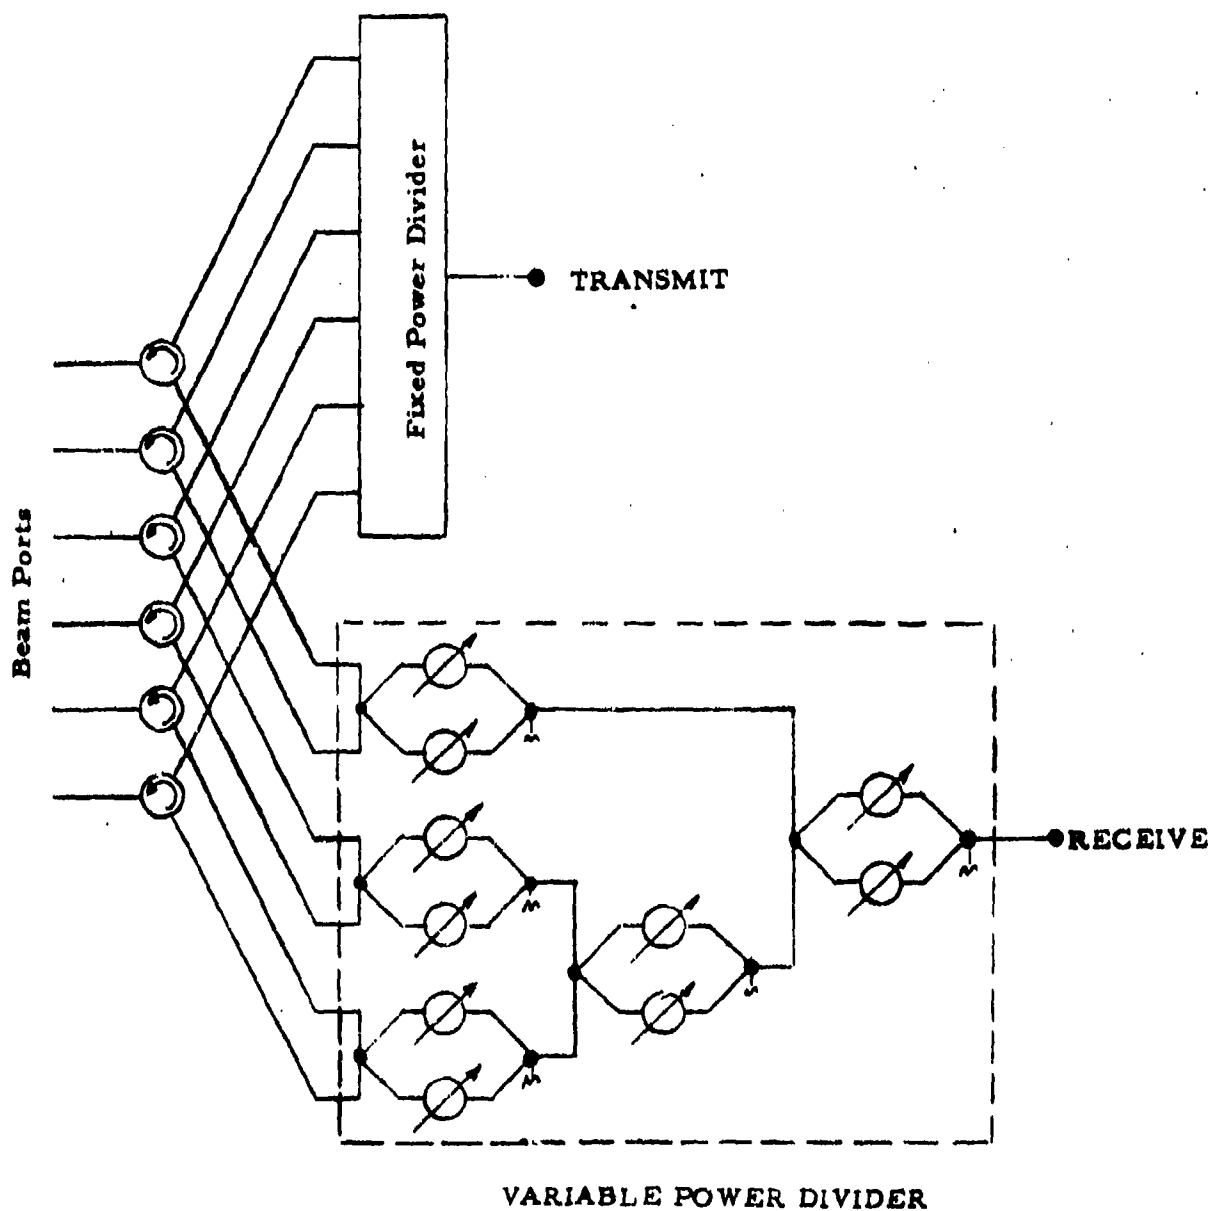 Fixed Power Divider
TRANSMIT
Beam Ports
RECEIVE
VARIABLE POWER DIVIDER